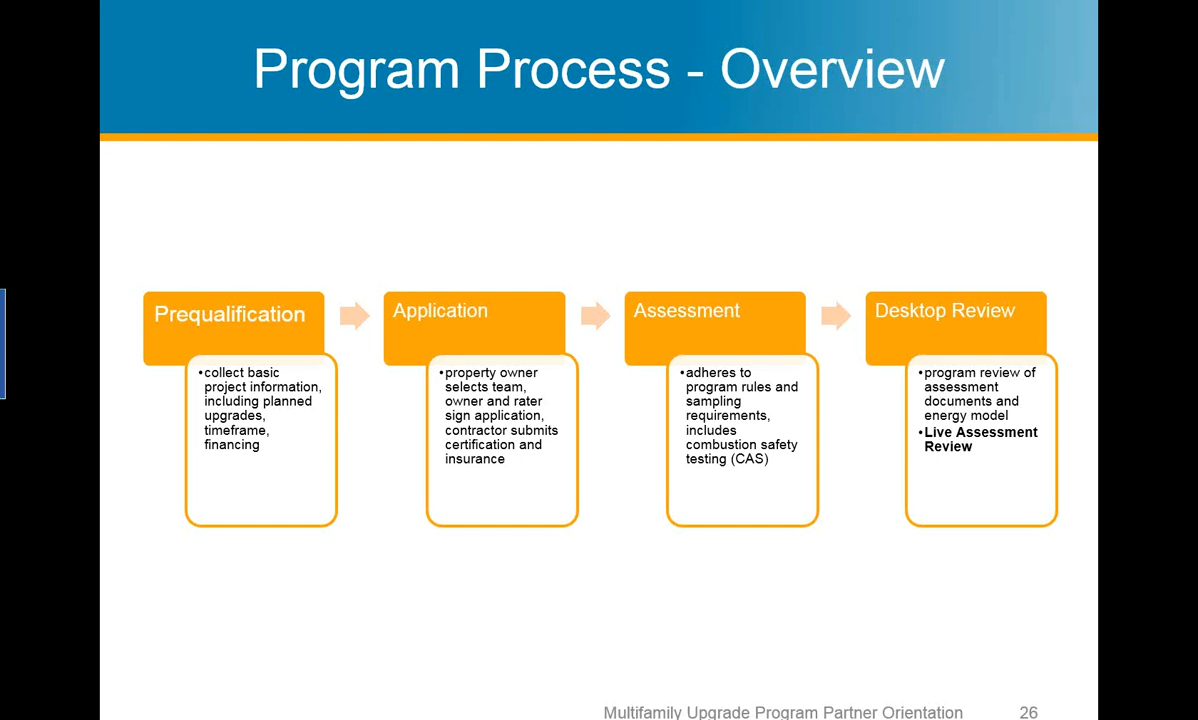 Program Process - Overview
Prequalification
•collect basic
project information,
including planned
upgrades,
timeframe,
financing
Application
•property owner
selects team,
owner and rater
sign application,
contractor submits
certification and
insurance
Assessment
•adheres to
program rules and
sampling
requirements,
includes
combustion safety
testing (CAS)
Desktop Review
•program review of
assessment
documents and
energy model
•Live Assessment
Review
Multifamily Upgrade Program Partner Orientation
26